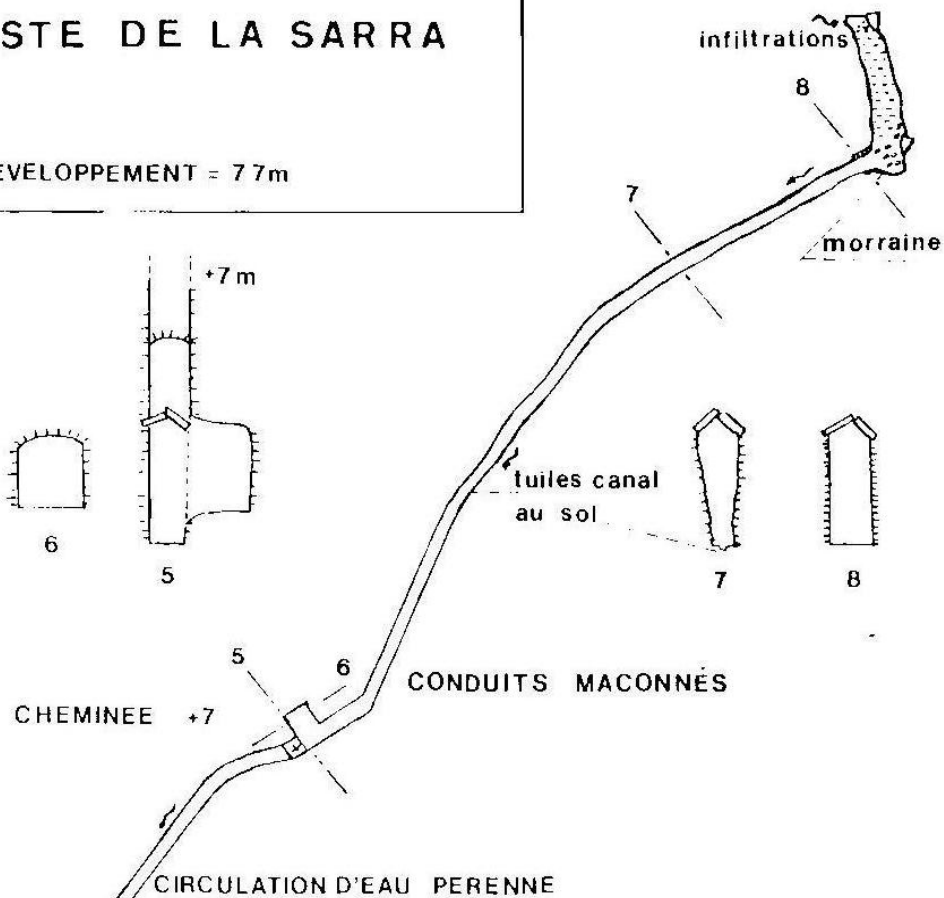 STE DE LA SARRA
EVELOPPEMENT = 77m
infiltrations
8
7
morraine
+7m
6
5
tuiles canal
au sol
7
8
5
6
CONDUITS MACONNÉS
CHEMINEE +7
CIRCULATION D'EAU PERENNE